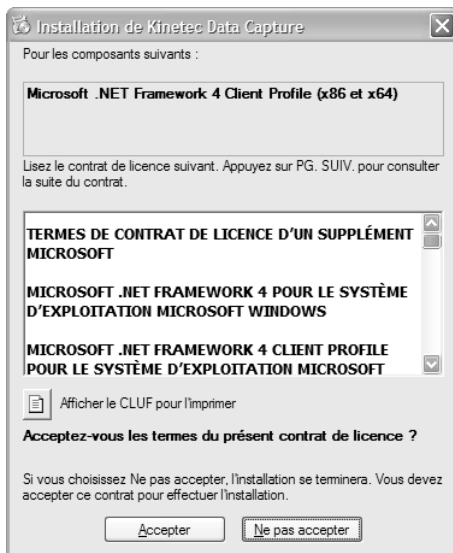 Installation de Kinetec Data Capture
Pour les composants suivants :
Microsoft .NET Framework 4 Client Profile (x86 et x64)
Lisez le contrat de licence suivant. Appuyez sur PG. SUIV. pour consulter
la suite du contrat.
TERMES DE CONTRAT DE LICENCE D'UN SUPPLÉMENT
MICROSOFT
MICROSOFT .NET FRAMEWORK 4 POUR LE SYSTÈME
D'EXPLOITATION MICROSOFT WINDOWS
MICROSOFT .NET FRAMEWORK 4 CLIENT PROFILE
POUR LE SYSTÈME D'EXPLOITATION MICROSOFT
Afficher le CLUF pour l'imprimer
Acceptez-vous les termes du présent contrat de licence ?
Si vous choisissez Ne pas accepter, l'installation se terminera. Vous devez
accepter ce contrat pour effectuer l'installation.
Accepter
Ne pas accepter